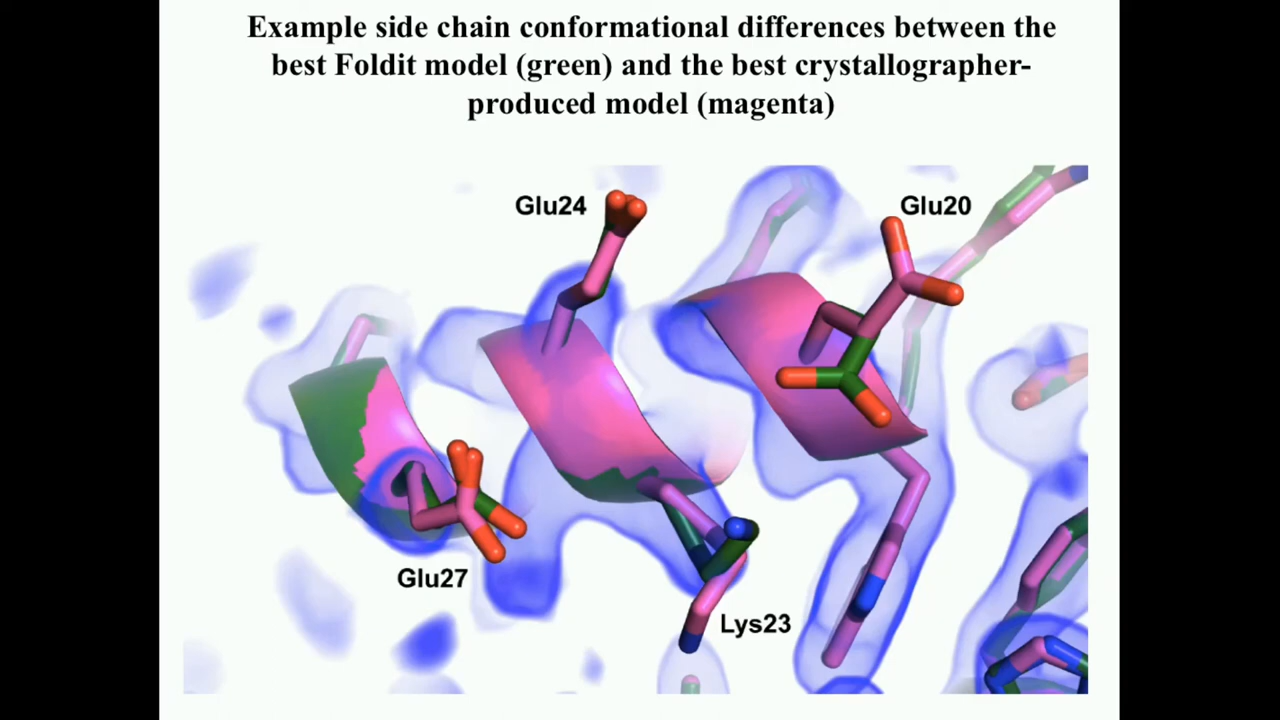 Example side chain conformational differences between the
best Foldit model (green) and the best crystallographer-
produced model (magenta)
Glu24
Glu20
Glu27
Lys23